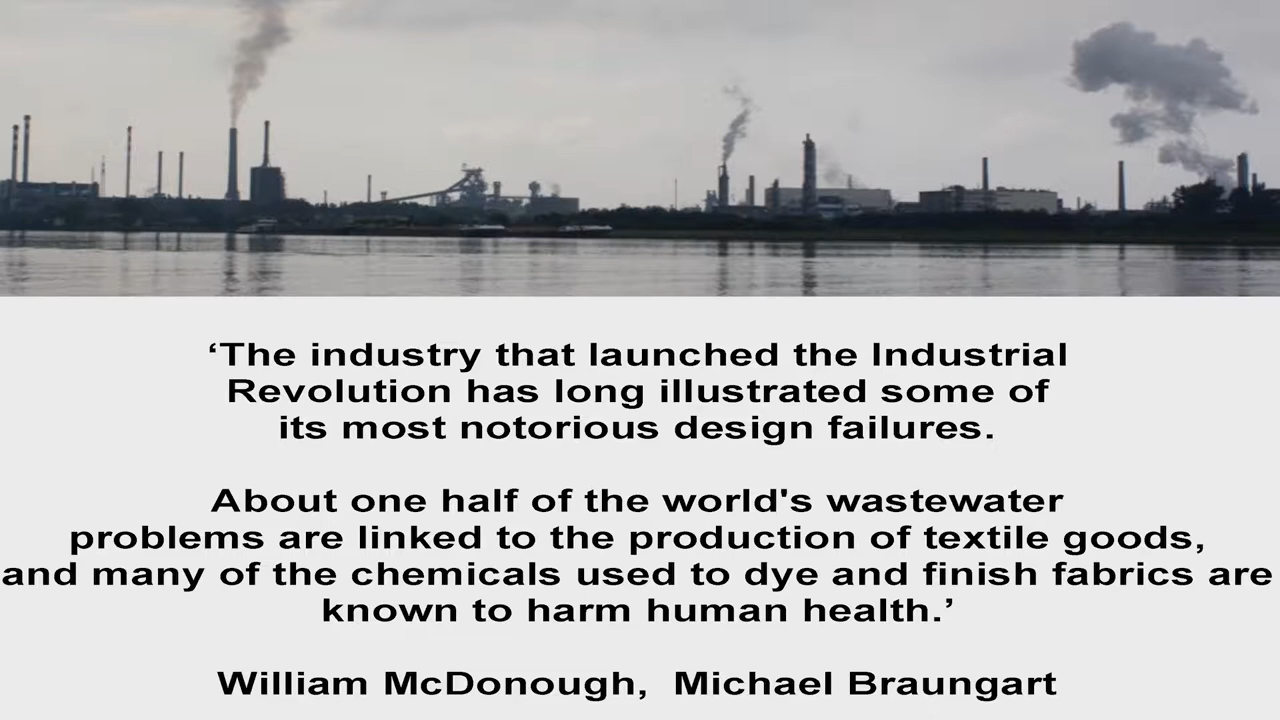 ‘The industry that launched the Industrial
Revolution has long illustrated some of
its most notorious design failures.
About one half of the world's wastewater
problems are linked to the production of textile goods,
and many of the chemicals used to dye and finish fabrics are
known to harm human health.’
William McDonough,  Michael Braungart